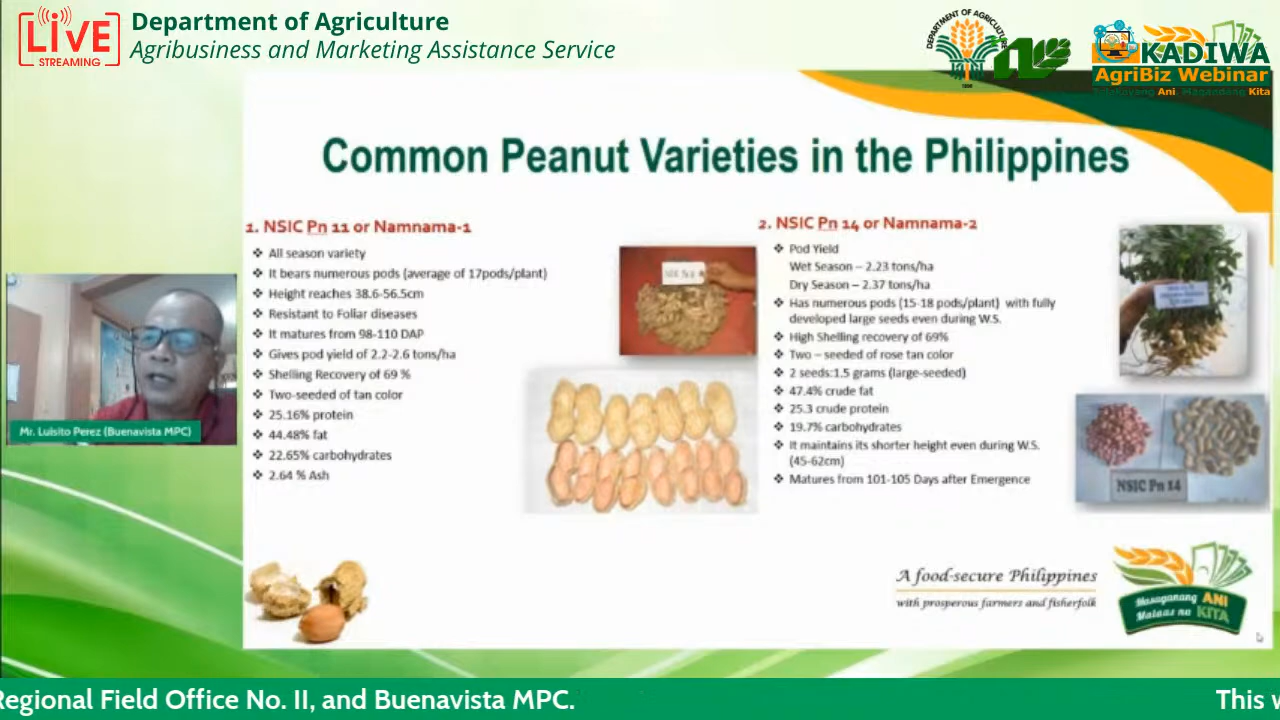 LIVE
STREAMING
Department of Agriculture
Agribusiness and Marketing Assistance Service
DEPARTMENT OF AGRICULTURE
KADIWA
AgriBiz Webinar
Ani. Kita
Common Peanut Varieties in the Philippines
1. NSIC Pn 11 or Namnama-1
❖ All season variety
❖ It bears numerous pods (average of 17pods/plant)
❖ Height reaches 38.6-56.5cm
❖ Resistant to Foliar diseases
❖ It matures from 98-110 DAP
❖ Gives pod yield of 2.2-2.6 tons/ha
❖ Shelling Recovery of 69 %
❖ Two-seeded of tan color
❖ 25.16% protein
❖ 44.48% fat
❖ 22.65% carbohydrates
❖ 2.64 % Ash
2. NSIC Pn 14 or Namnama-2
❖ Pod Yield
Wet Season – 2.23 tons/ha
Dry Season – 2.37 tons/ha
❖ Has numerous pods (15-18 pods/plant) with fully
developed large seeds even during W.S.
❖ High Shelling recovery of 69%
❖ Two – seeded of rose tan color
❖ 2 seeds:1.5 grams (large-seeded)
❖ 47.4% crude fat
❖ 25.3 crude protein
❖ 19.7% carbohydrates
❖ It maintains its shorter height even during W.S.
(45-62cm)
❖ Matures from 101-105 Days after Emergence
NSIC Pn 14
Mr. Luisito Perez (Buenavista MPC)
A food-secure Philippines
with prosperous farmers and fisherfolk
Masaganang ANI
Mataas na KITA
Regional Field Office No. II, and Buenavista MPC.
This w